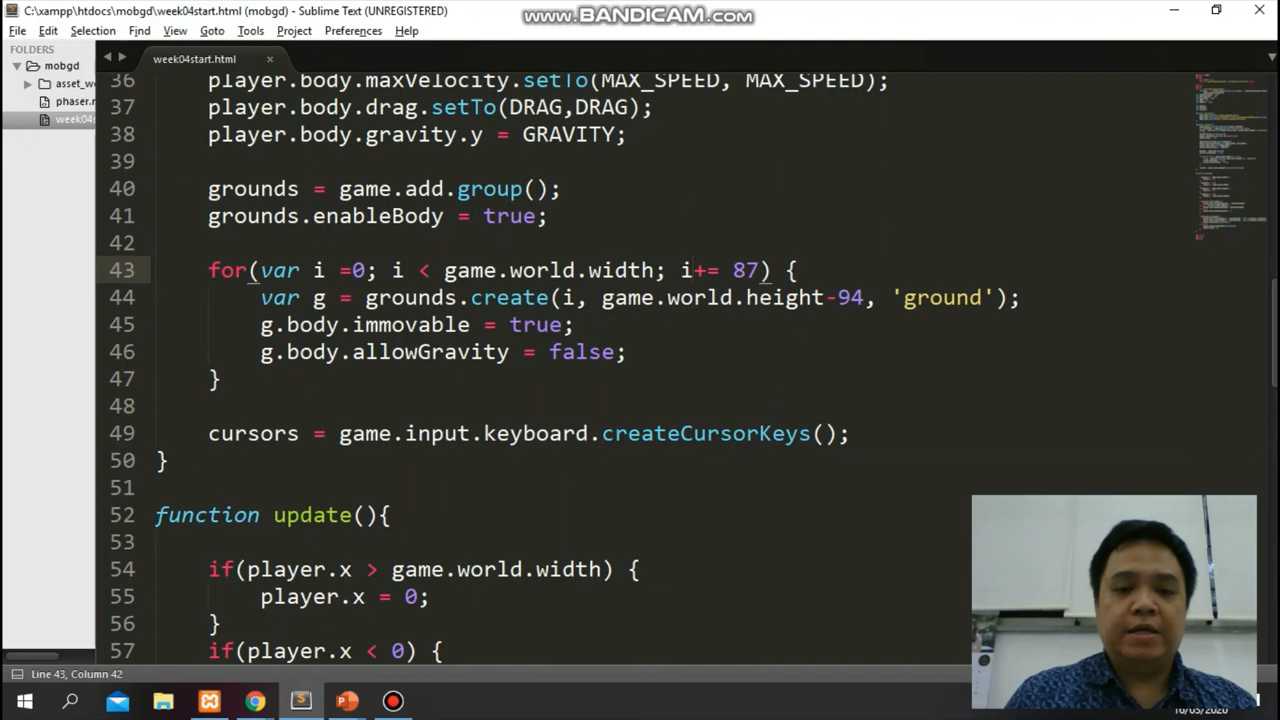 C:\xampp\htdocs\mobgd\week04start.html (mobgd) - Sublime Text (UNREGISTERED)
www.BANDICAM.com
File Edit Selection Find View Goto Tools Project Preferences Help
FOLDERS
mobgd
asset_w
phaser.r
week04s
week04start.html
36 player.body.maxVelocity.setTo(MAX_SPEED, MAX_SPEED);
37 player.body.drag.setTo(DRAG,DRAG);
38 player.body.gravity.y = GRAVITY;
39
40 grounds = game.add.group();
41 grounds.enableBody = true;
42
43 for(var i =0; i < game.world.width; i+= 87) {
44 var g = grounds.create(i, game.world.height-94, 'ground');
45 g.body.immovable = true;
46 g.body.allowGravity = false;
47 }
48
49 cursors = game.input.keyboard.createCursorKeys();
50 }
51
52 function update(){
53
54 if(player.x > game.world.width) {
55 player.x = 0;
56 }
57 if(player.x < 0) {
Line 43, Column 42